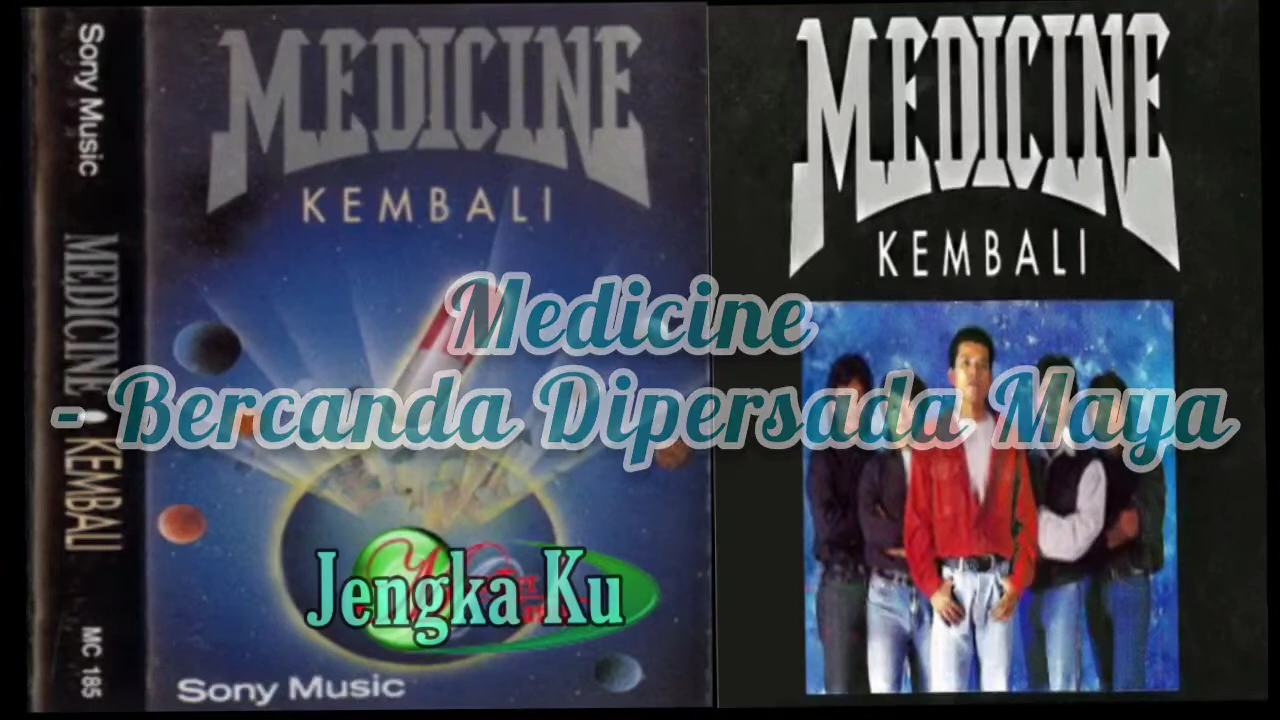 Sony Music
MEDICINE KEMBALI
MC 185
MEDICINE
KEMBALI
MEDICINE
KEMBALI
Medicine
- Bercanda Dipersada Maya
Jengka Ku
Sony Music